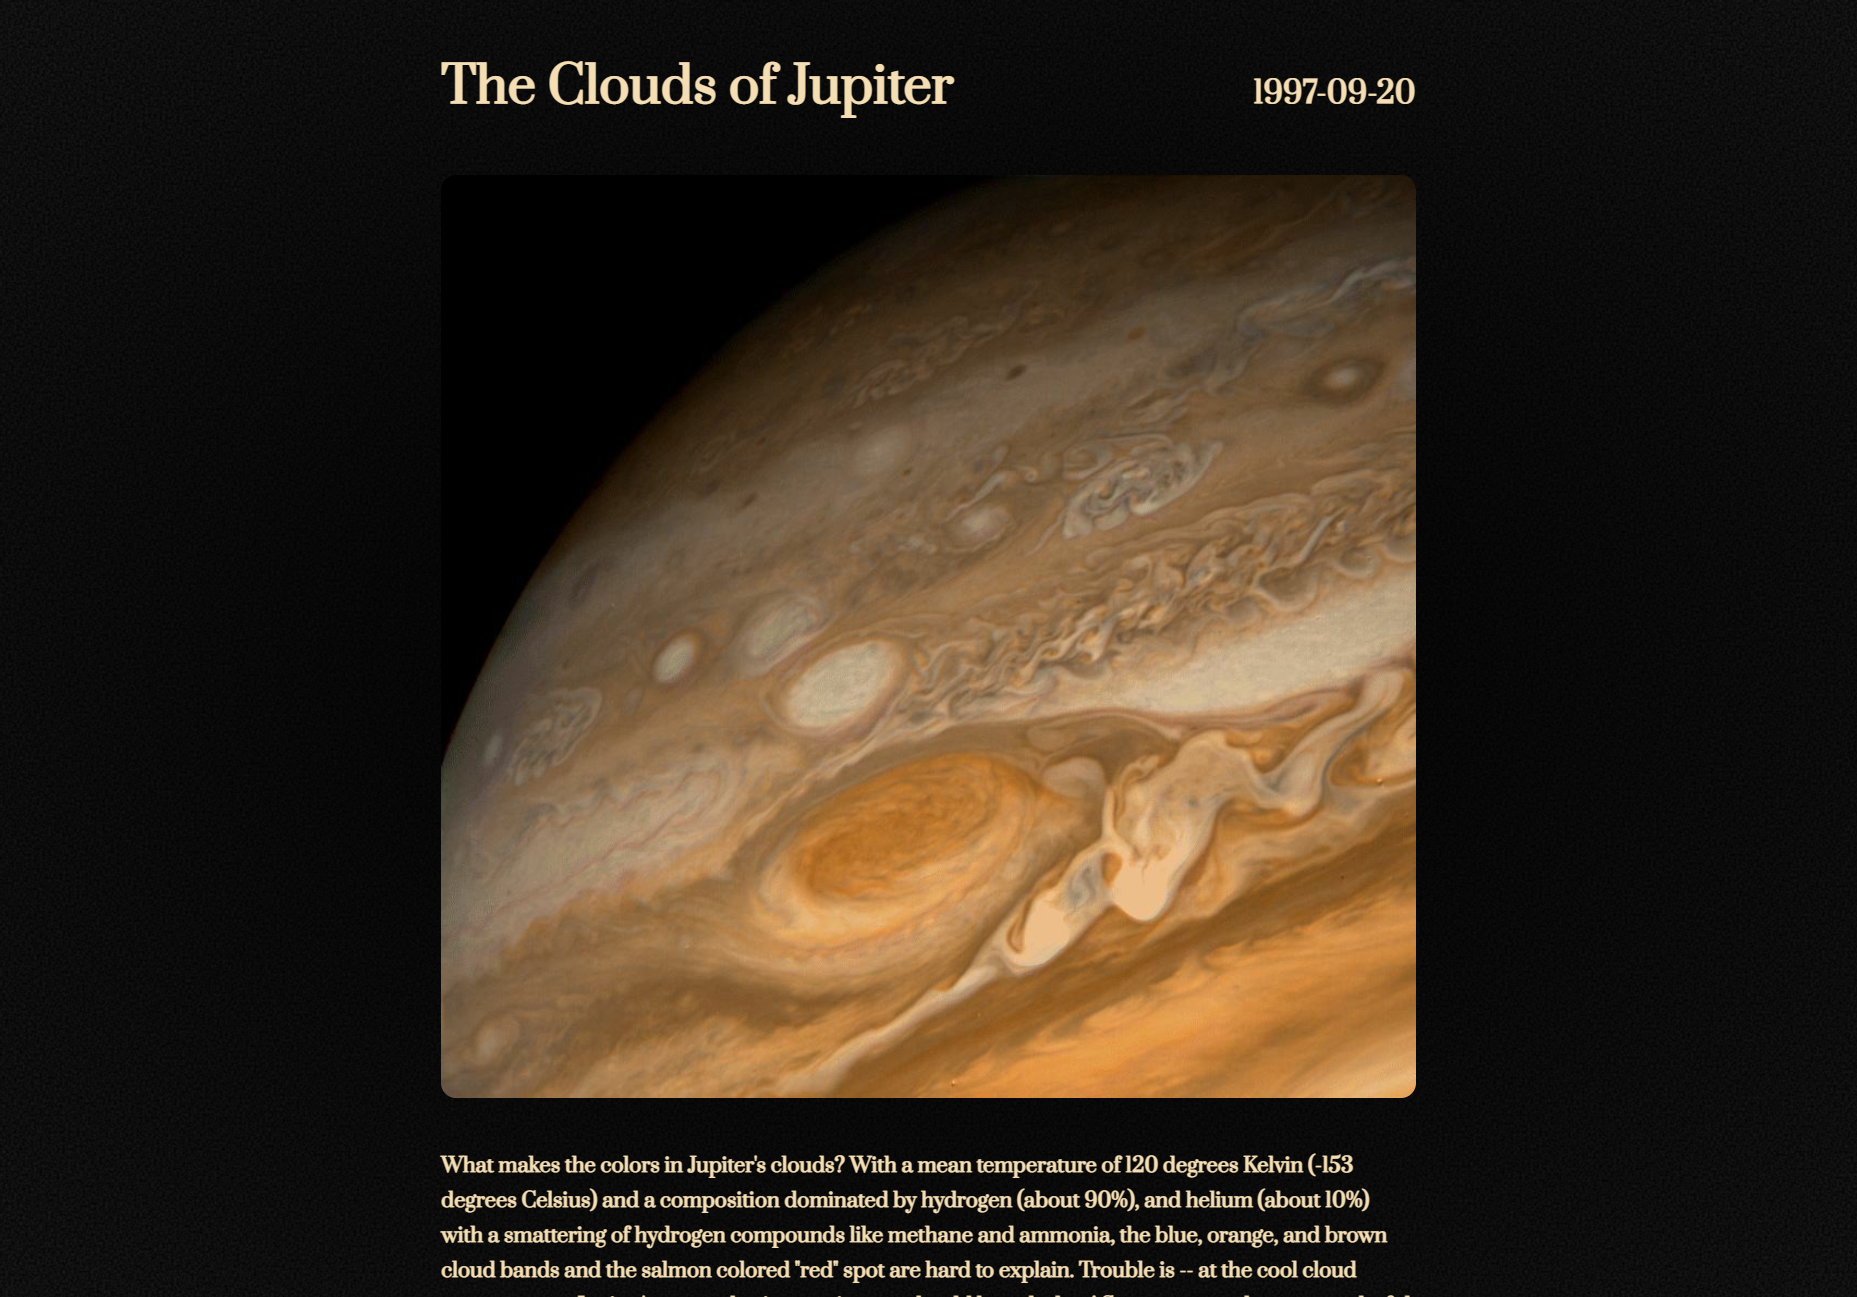 The Clouds of Jupiter
1997-09-20
What makes the colors in Jupiter's clouds? With a mean temperature of 120 degrees Kelvin (-153
degrees Celsius) and a composition dominated by hydrogen (about 90%), and helium (about 10%)
with a smattering of hydrogen compounds like methane and ammonia, the blue, orange, and brown
cloud bands and the salmon colored "red" spot are hard to explain. Trouble is -- at the cool cloud